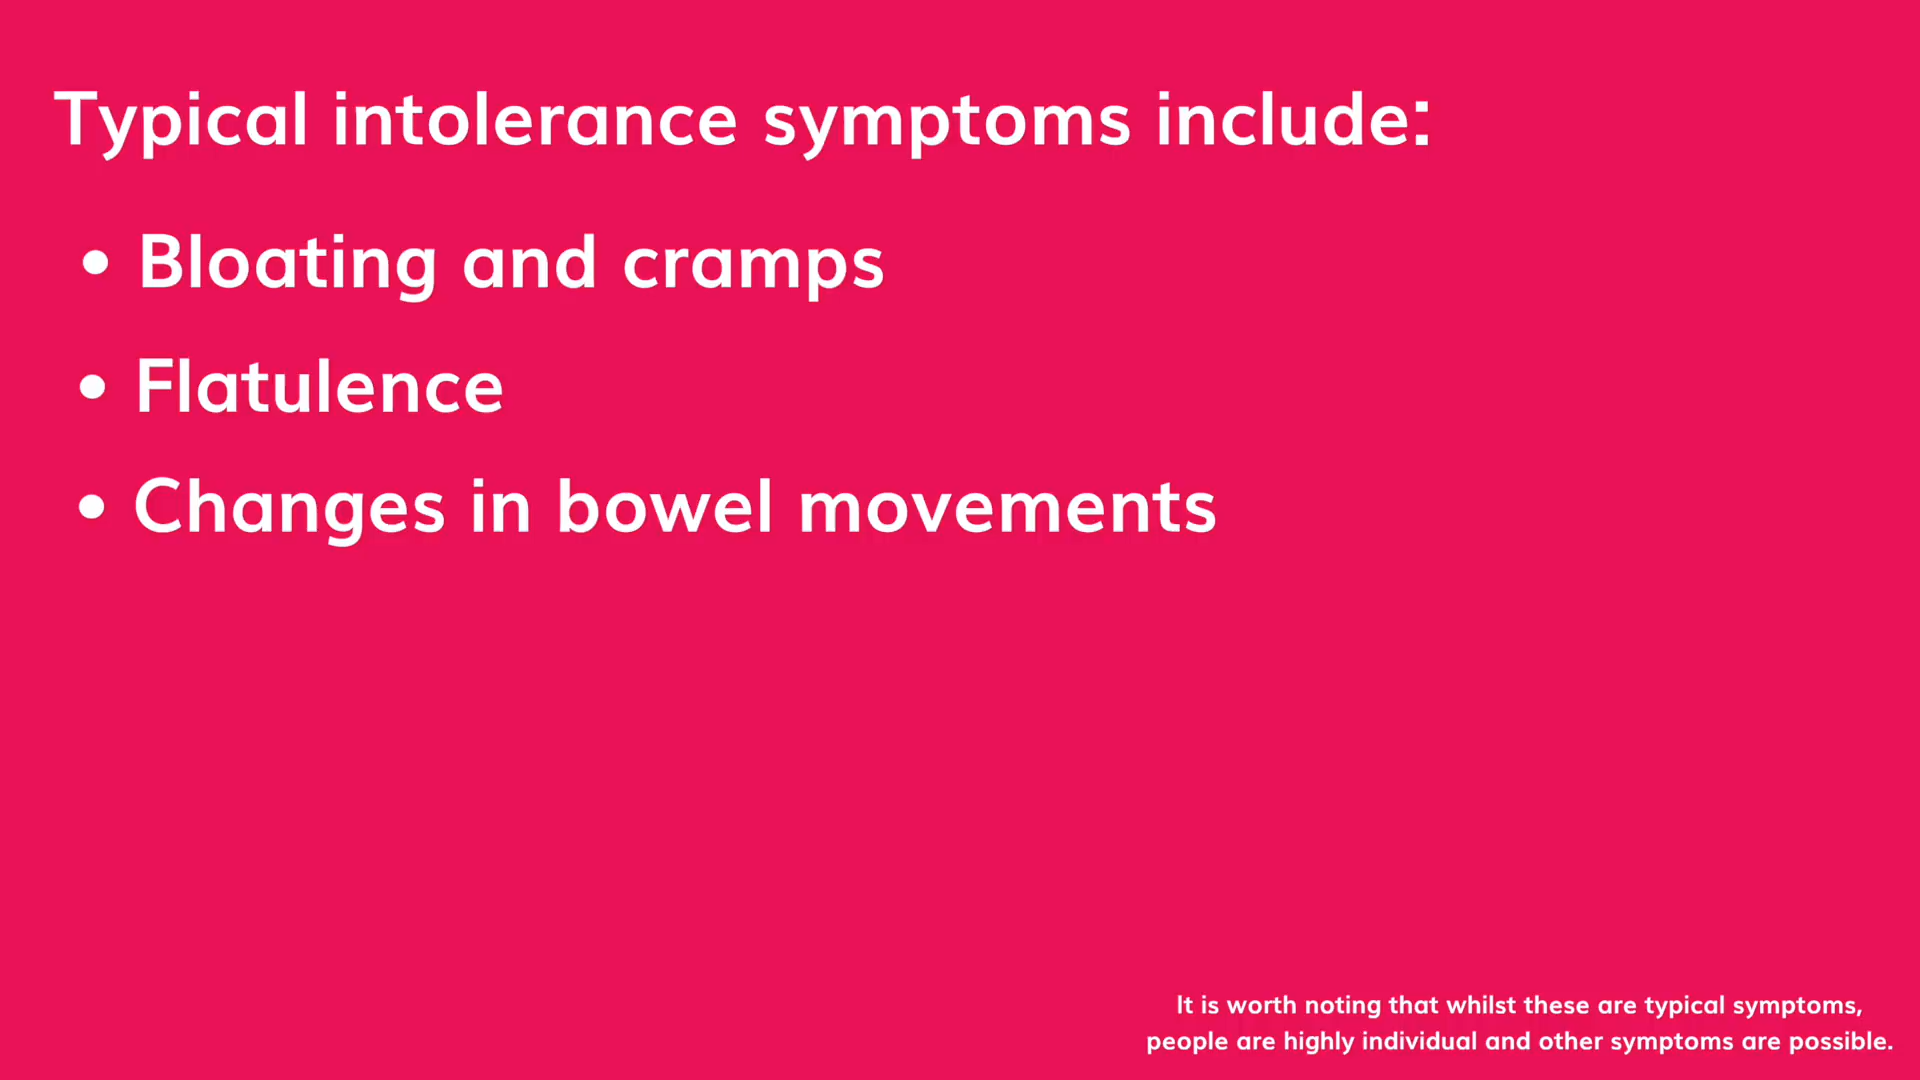 Typical intolerance symptoms include:
• Bloating and cramps
• Flatulence
• Changes in bowel movements
It is worth noting that whilst these are typical symptoms,
people are highly individual and other symptoms are possible.